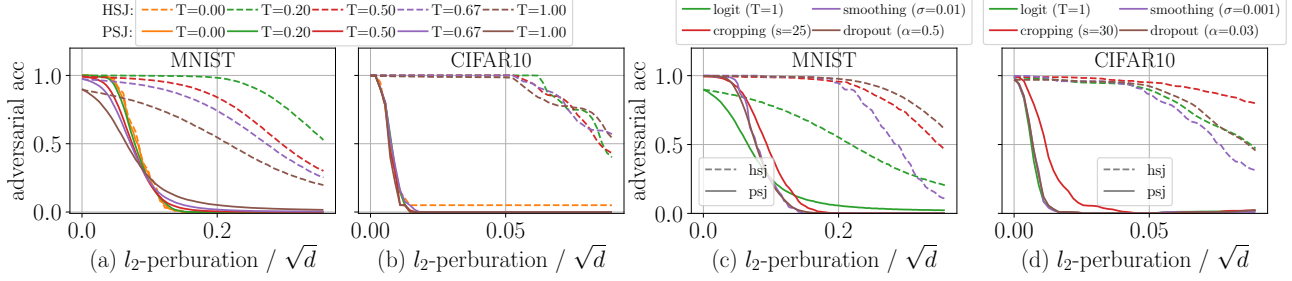 HSJ: T=0.00 T=0.20 T=0.50 T=0.67 T=1.00
PSJ: T=0.00 T=0.20 T=0.50 T=0.67 T=1.00
logit (T=1) smoothing (σ=0.01)
cropping (s=25) dropout (α=0.5)
logit (T=1) smoothing (σ=0.001)
cropping (s=30) dropout (α=0.03)
adversarial acc
1.0
0.5
0.0
MNIST
0.0 0.2
(a) l₂-perburation / √d
CIFAR10
0.00 0.05
(b) l₂-perburation / √d
adversarial acc
1.0
0.5
0.0
MNIST
hsj
psj
0.0 0.2
(c) l₂-perburation / √d
CIFAR10
hsj
psj
0.00 0.05
(d) l₂-perburation / √d